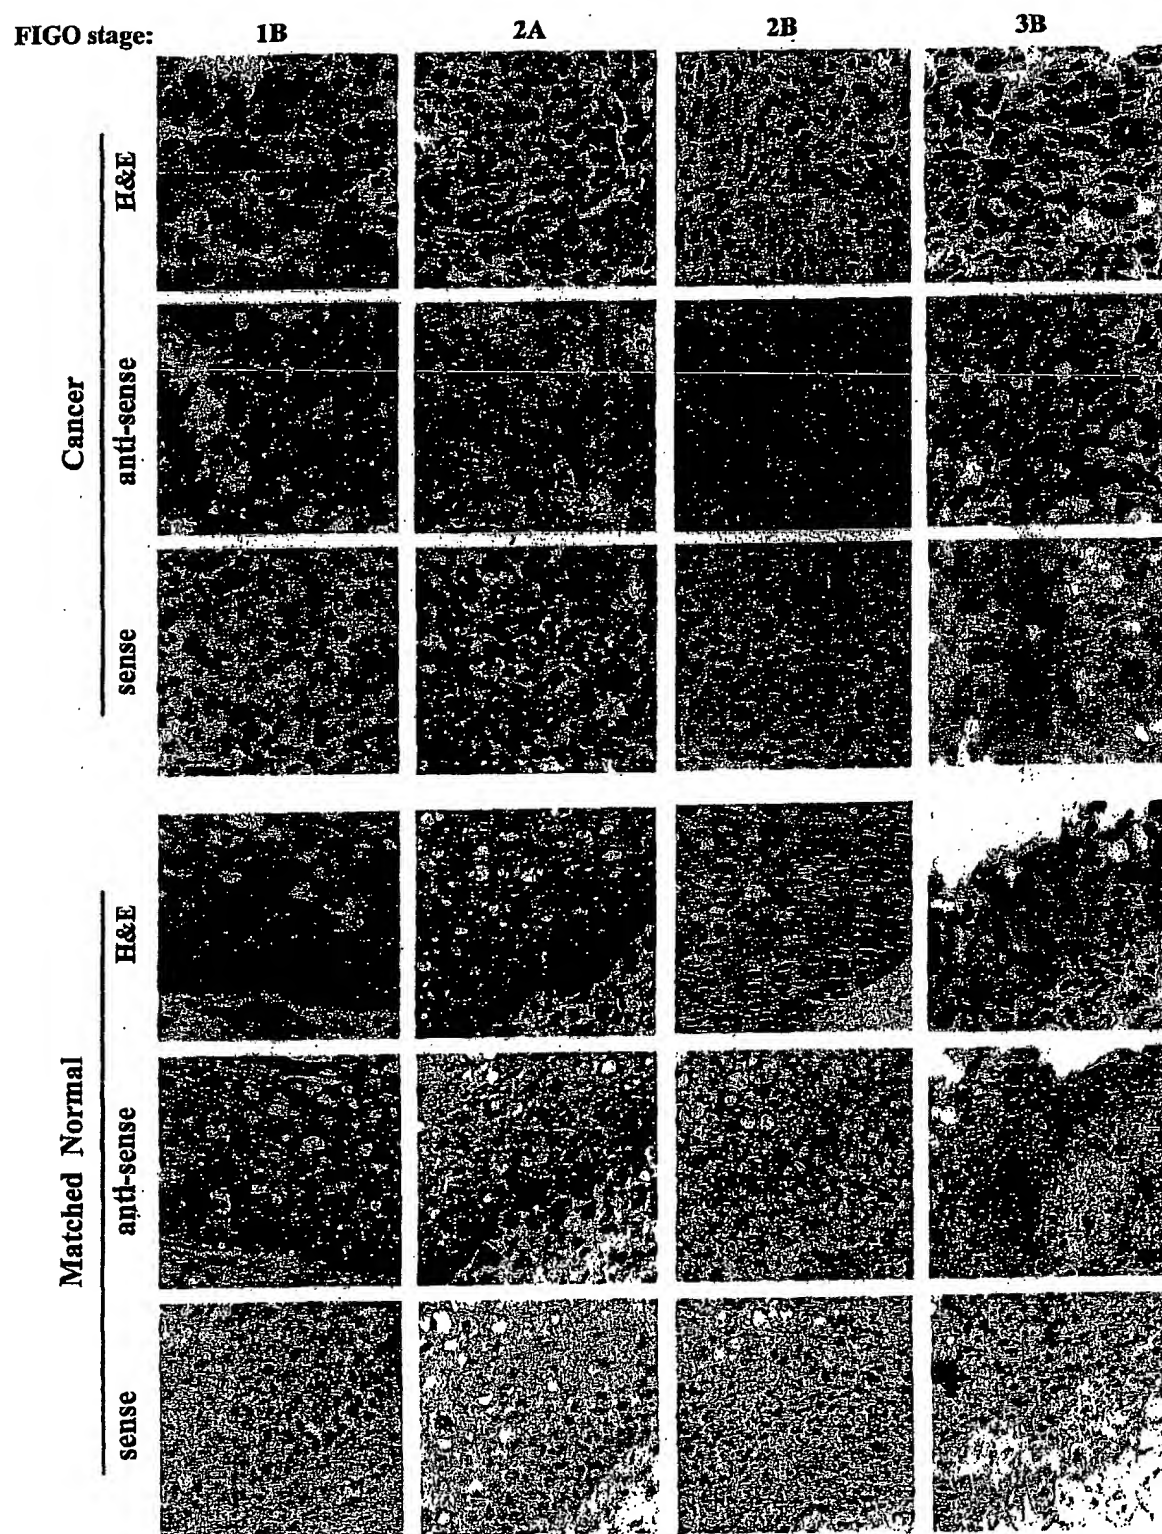 FIGO stage: 1B 2A 2B 3B
Cancer
H&E
anti-sense
sense
Matched Normal
H&E
anti-sense
sense